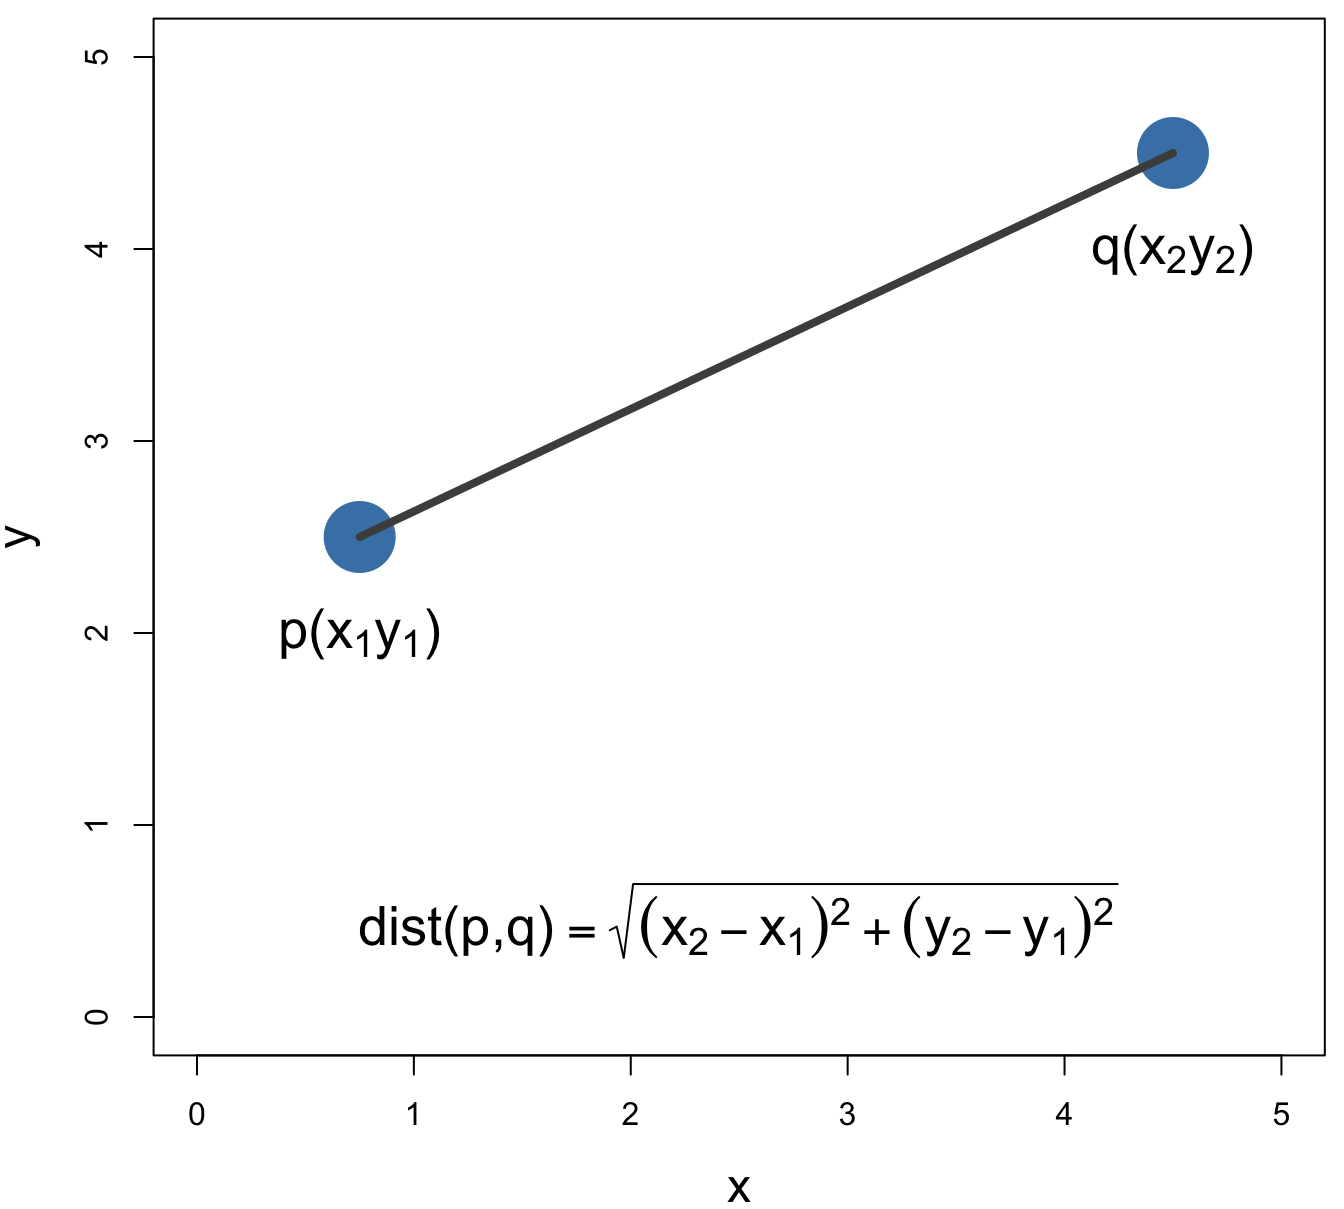 5
4
q(x₂y₂)
3
y
2
p(x₁y₁)
1
dist(p,q) = √(x₂ − x₁)² + (y₂ − y₁)²
0
0 1 2 3 4 5
x